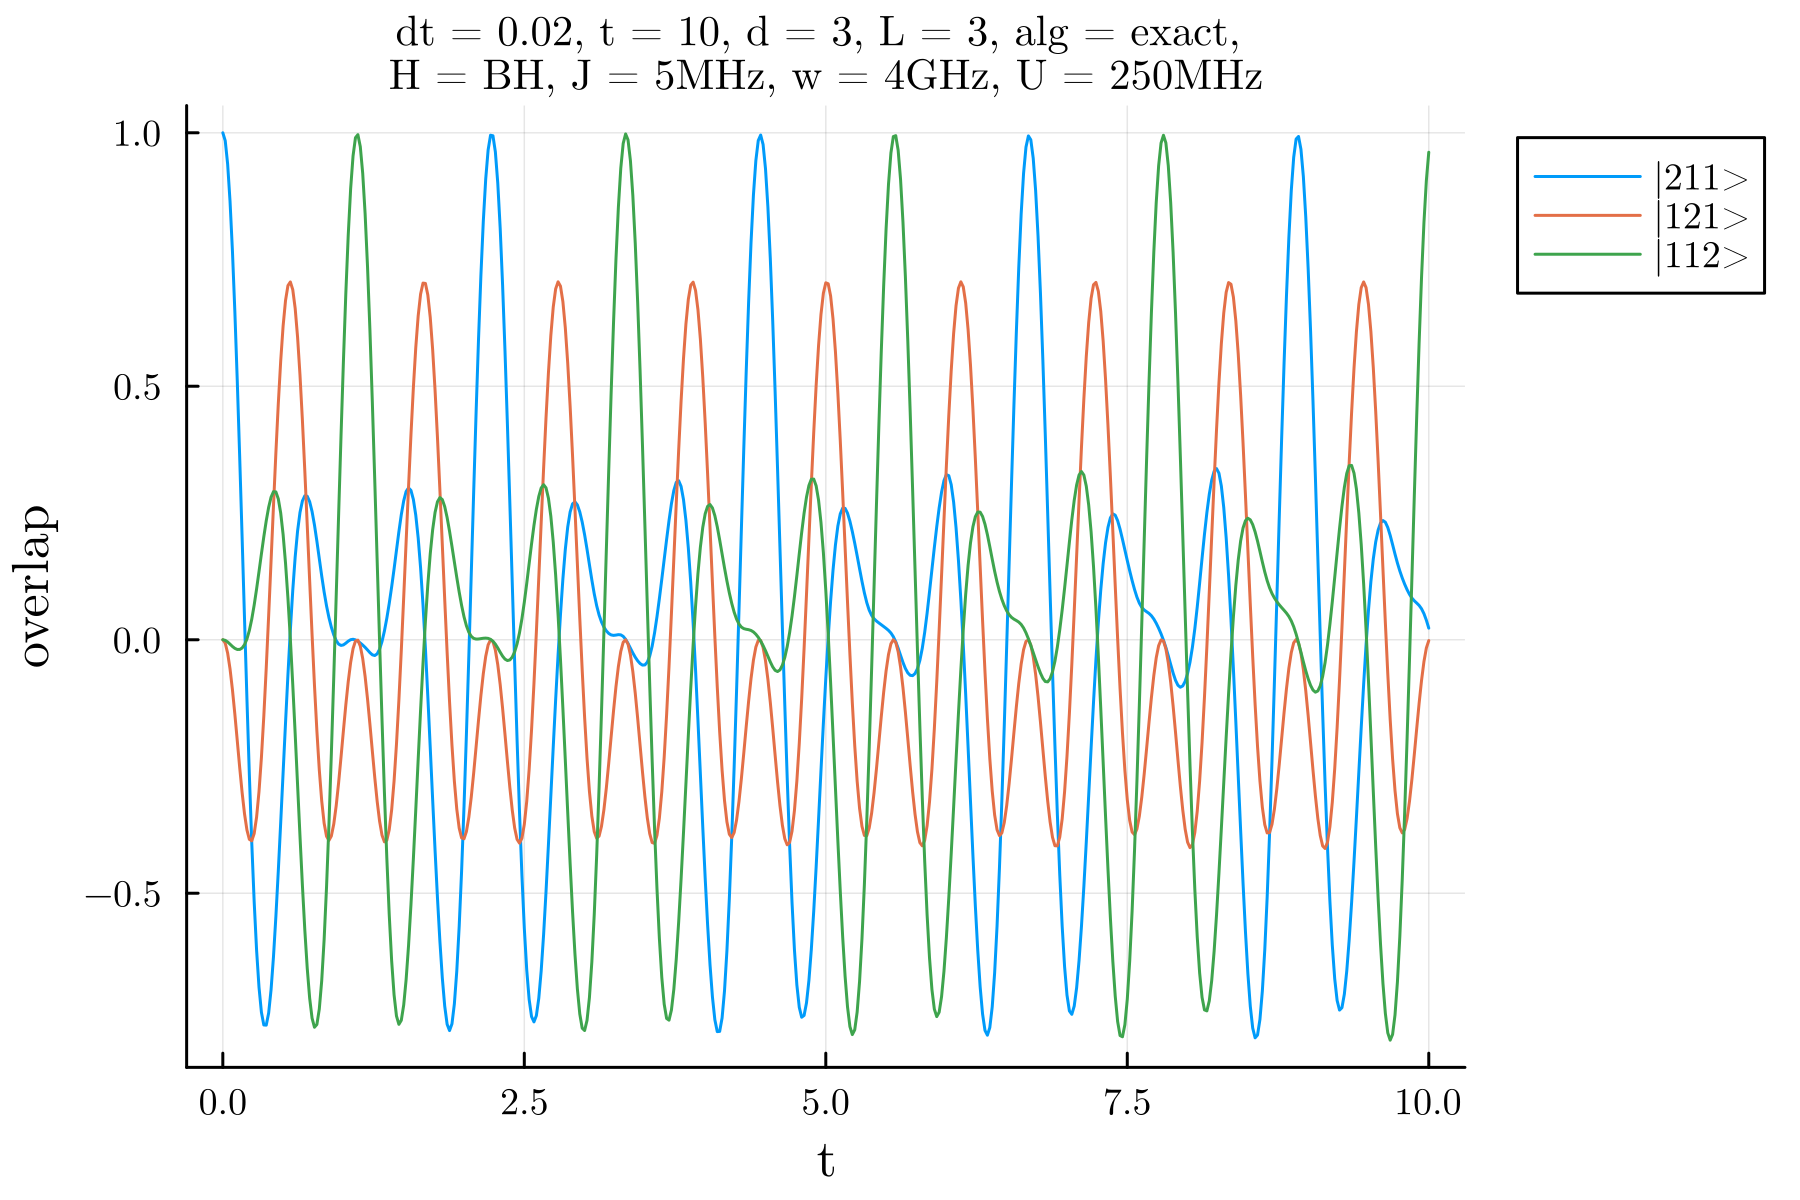 dt = 0.02, t = 10, d = 3, L = 3, alg = exact,
H = BH, J = 5MHz, w = 4GHz, U = 250MHz
1.0
0.5
0.0
−0.5
overlap
0.0 2.5 5.0 7.5 10.0
t
|211>
|121>
|112>